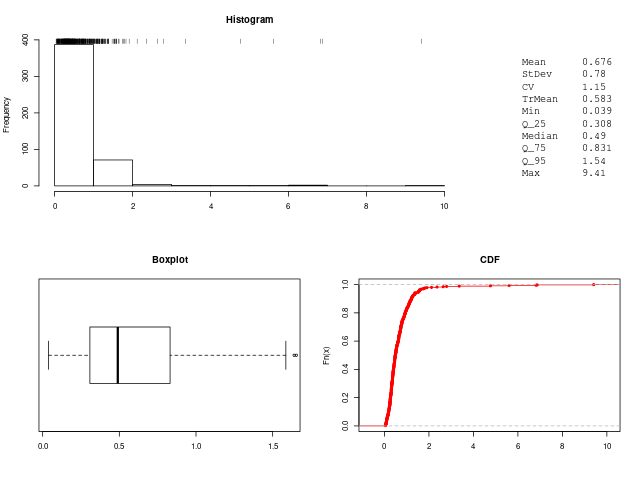 Histogram
Frequency
400
300
200
100
0
0 2 4 6 8 10
Mean 0.676
StDev 0.78
CV 1.15
TrMean 0.583
Min 0.039
Q_25 0.308
Median 0.49
Q_75 0.831
Q_95 1.54
Max 9.41
Boxplot
0.0 0.5 1.0 1.5
CDF
Fn(x)
1.0
0.8
0.6
0.4
0.2
0.0
0 2 4 6 8 10